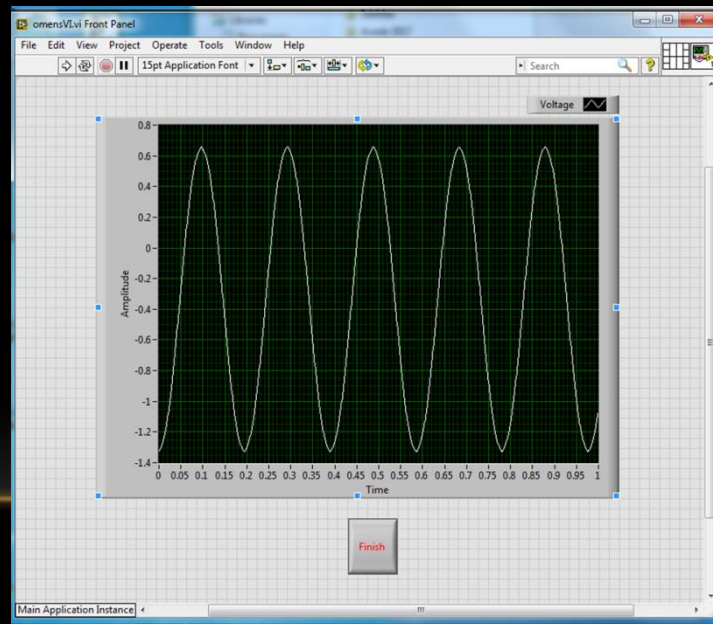 omensVI.vi Front Panel
File Edit View Project Operate Tools Window Help
15pt Application Font
Search
?
Voltage
0.8
0.6
0.4
0.2
0
-0.2
-0.4
-0.6
-0.8
-1
-1.2
-1.4
Amplitude
0 0.05 0.1 0.15 0.2 0.25 0.3 0.35 0.4 0.45 0.5 0.55 0.6 0.65 0.7 0.75 0.8 0.85 0.9 0.95 1
Time
Finish
Main Application Instance